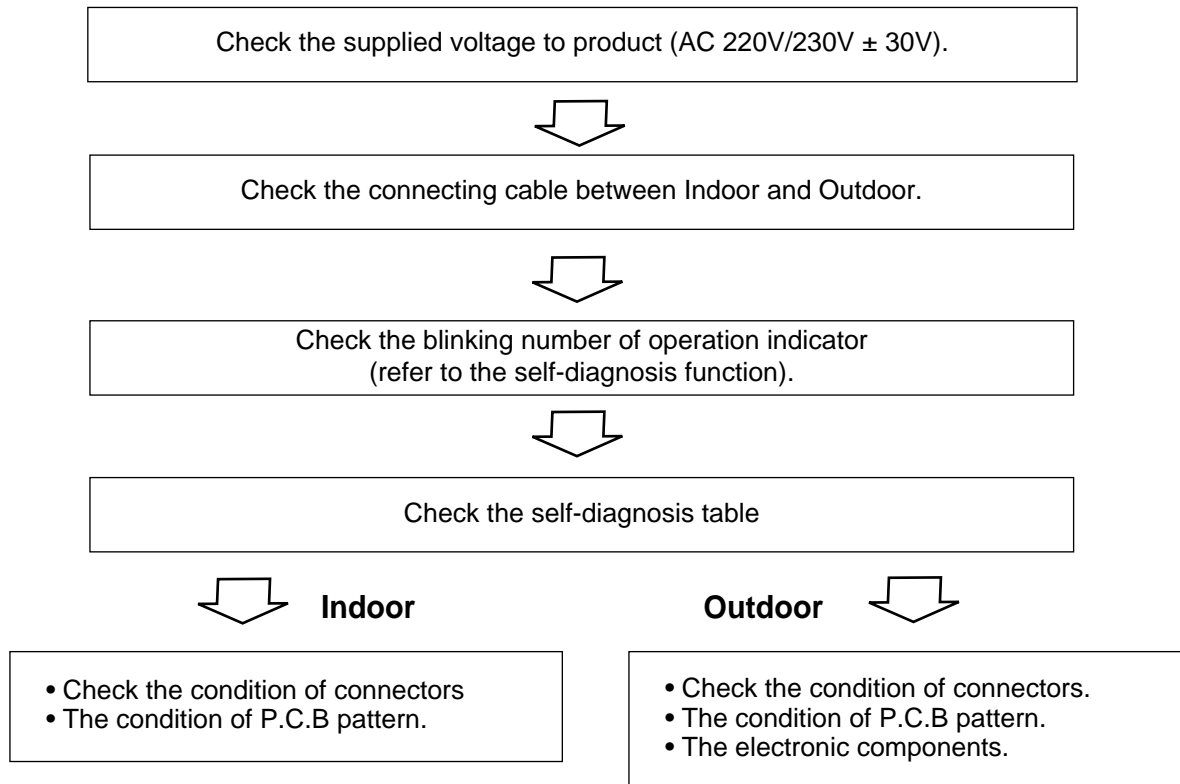 Check the supplied voltage to product (AC 220V/230V ± 30V).
Check the connecting cable between Indoor and Outdoor.
Check the blinking number of operation indicator
(refer to the self-diagnosis function).
Check the self-diagnosis table
Indoor
Outdoor
• Check the condition of connectors
• The condition of P.C.B pattern.
• Check the condition of connectors.
• The condition of P.C.B pattern.
• The electronic components.